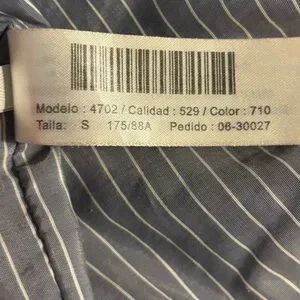 Modelo : 4702 / Calidad : 529 / Color : 710
Talla: S 175/88A Pedido : 06-30027